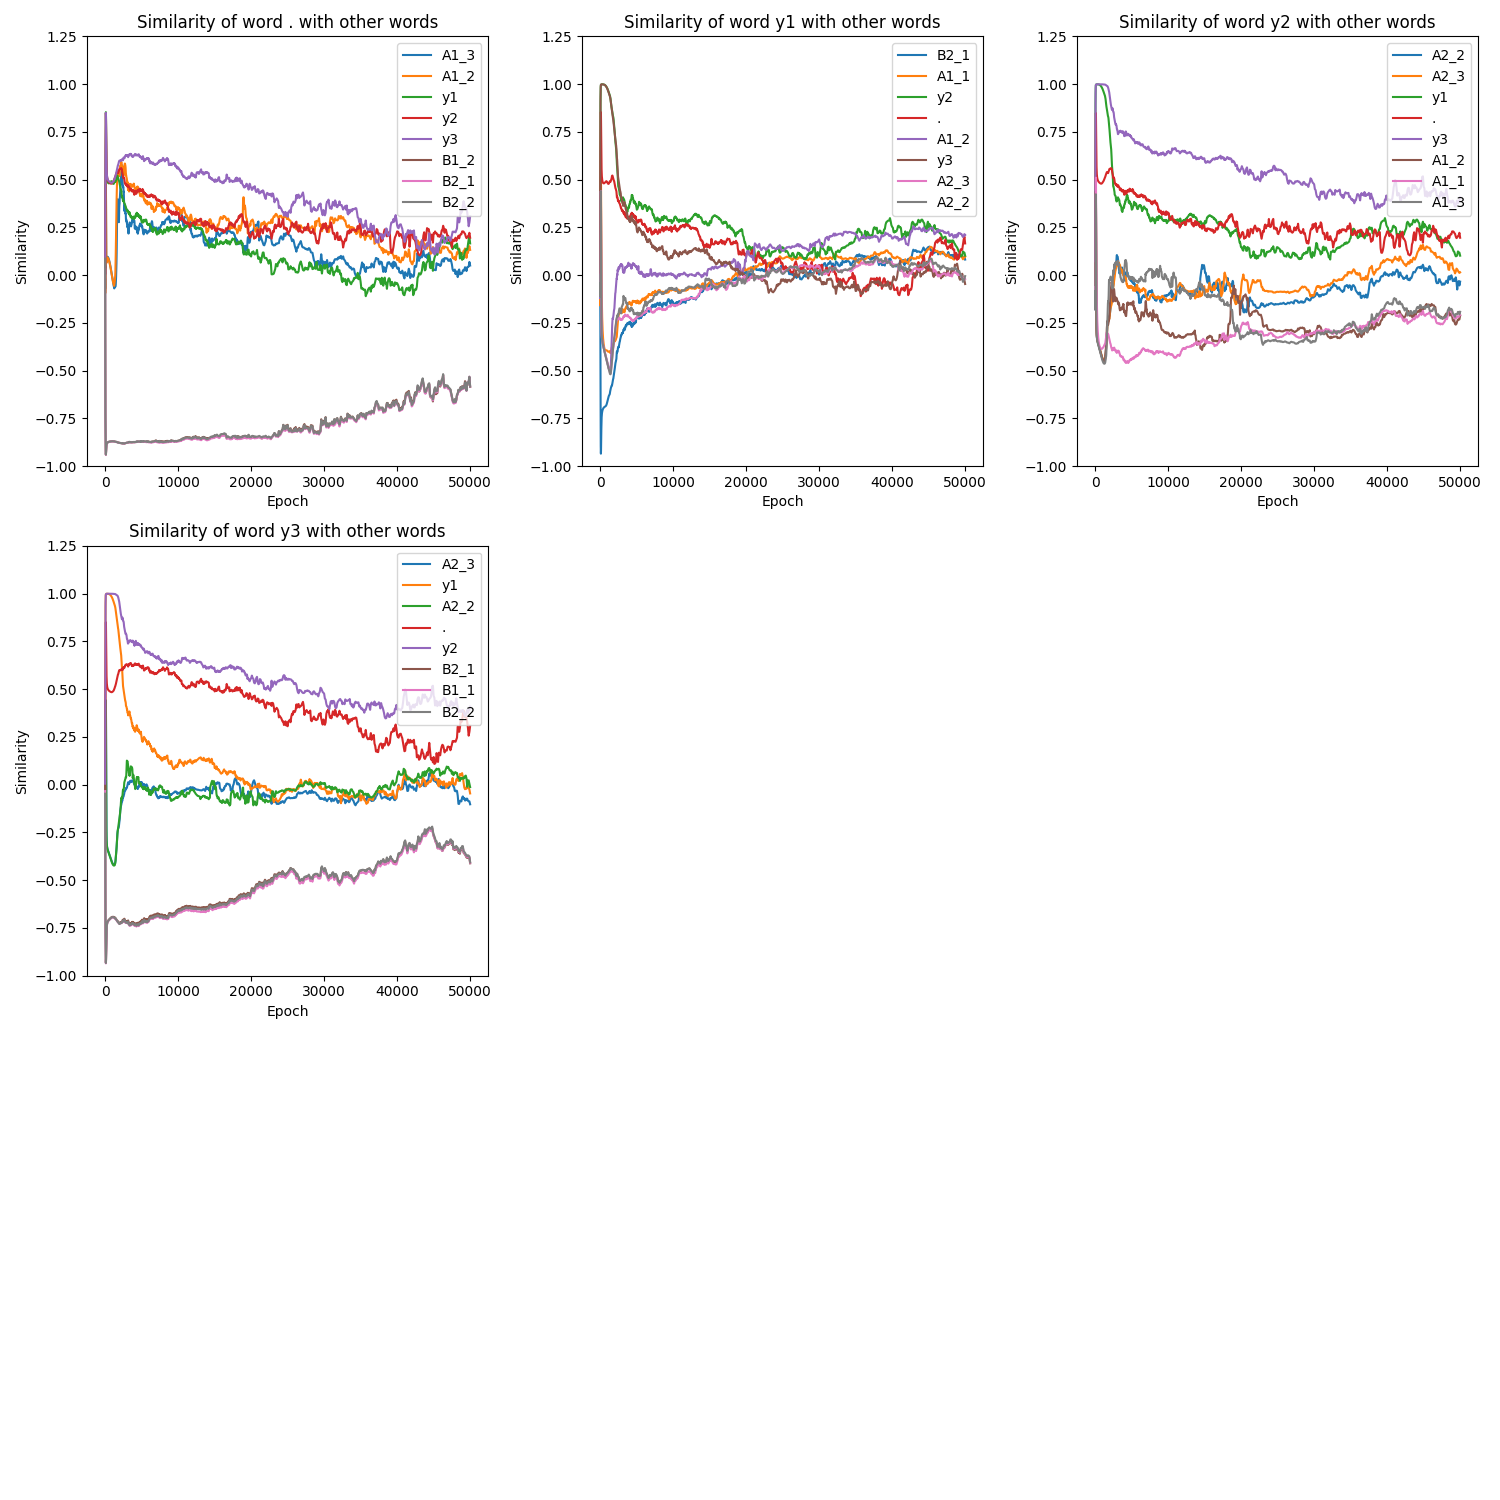 Similarity of word . with other words
1.25
1.00
0.75
0.50
0.25
0.00
−0.25
−0.50
−0.75
−1.00
Similarity
0 10000 20000 30000 40000 50000
Epoch
A1_3
A1_2
y1
y2
y3
B1_2
B2_1
B2_2
Similarity of word y1 with other words
1.25
1.00
0.75
0.50
0.25
0.00
−0.25
−0.50
−0.75
−1.00
Similarity
0 10000 20000 30000 40000 50000
Epoch
B2_1
A1_1
y2
.
A1_2
y3
A2_3
A2_2
Similarity of word y2 with other words
1.25
1.00
0.75
0.50
0.25
0.00
−0.25
−0.50
−0.75
−1.00
Similarity
0 10000 20000 30000 40000 50000
Epoch
A2_2
A2_3
y1
.
y3
A1_2
A1_1
A1_3
Similarity of word y3 with other words
1.25
1.00
0.75
0.50
0.25
0.00
−0.25
−0.50
−0.75
−1.00
Similarity
0 10000 20000 30000 40000 50000
Epoch
A2_3
y1
A2_2
.
y2
B2_1
B1_1
B2_2